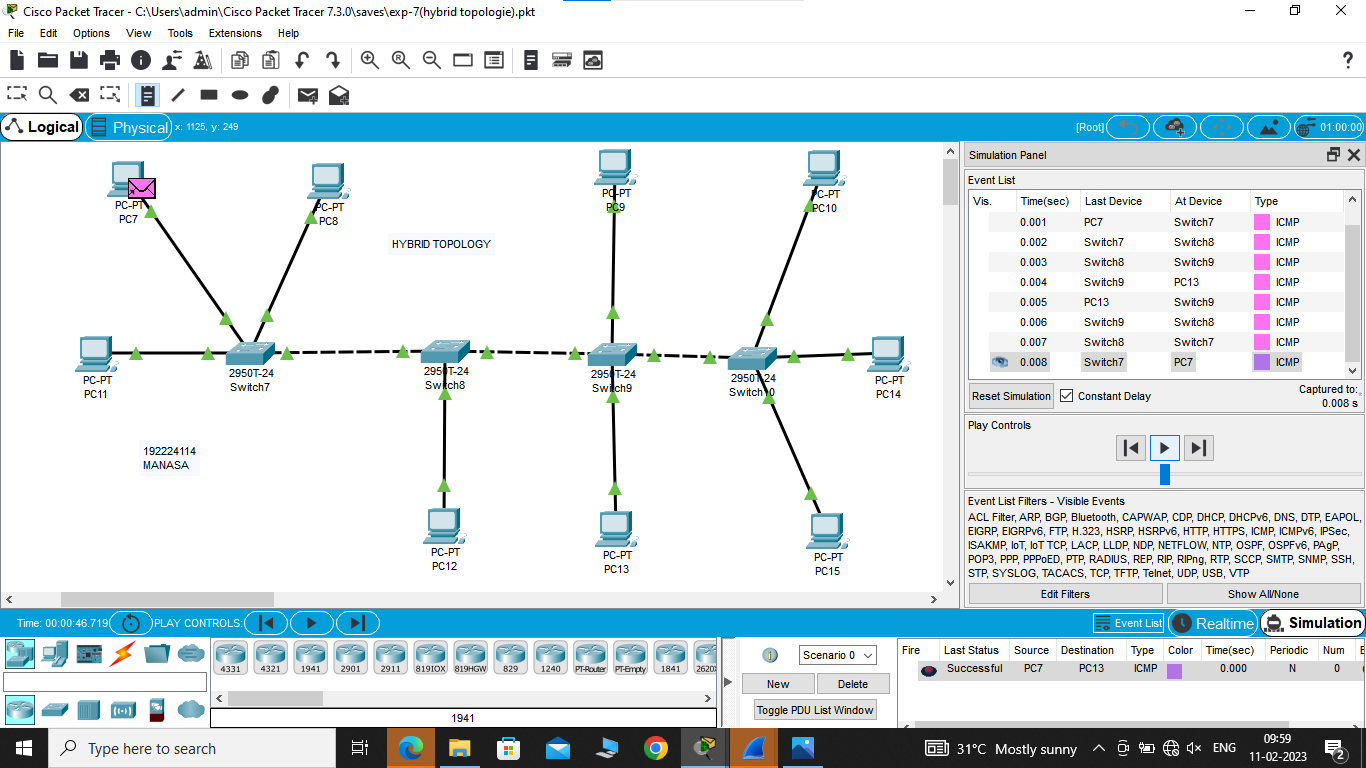 Cisco Packet Tracer - C:\Users\admin\Cisco Packet Tracer 7.3.0\saves\exp-7(hybrid topologie).pkt
File Edit Options View Tools Extensions Help
?
Logical Physical x: 1125, y: 249 [Root] 01:00:00
PC-PT
PC7
PC-PT
PC8
PC-PT
PC9
PC-PT
PC10
HYBRID TOPOLOGY
PC-PT
PC11
2950T-24
Switch7
2950T-24
Switch8
2950T-24
Switch9
2950T-24
Switch10
PC-PT
PC14
192224114
MANASA
PC-PT
PC12
PC-PT
PC13
PC-PT
PC15
Simulation Panel
Event List
Vis. Time(sec) Last Device At Device Type
0.001 PC7 Switch7 ICMP
0.002 Switch7 Switch8 ICMP
0.003 Switch8 Switch9 ICMP
0.004 Switch9 PC13 ICMP
0.005 PC13 Switch9 ICMP
0.006 Switch9 Switch8 ICMP
0.007 Switch8 Switch7 ICMP
0.008 Switch7 PC7 ICMP
Reset Simulation Constant Delay Captured to:
0.008 s
Play Controls
Event List Filters - Visible Events
ACL Filter, ARP, BGP, Bluetooth, CAPWAP, CDP, DHCP, DHCPv6, DNS, DTP, EAPOL,
EIGRP, EIGRPv6, FTP, H.323, HSRP, HSRPv6, HTTP, HTTPS, ICMP, ICMPv6, IPSec,
ISAKMP, IoT, IoT TCP, LACP, LLDP, NDP, NETFLOW, NTP, OSPF, OSPFv6, PAgP,
POP3, PPP, PPPoED, PTP, RADIUS, REP, RIP, RIPng, RTP, SCCP, SMTP, SNMP, SSH,
STP, SYSLOG, TACACS, TCP, TFTP, Telnet, UDP, USB, VTP
Edit Filters Show All/None
Time: 00:00:46.719 PLAY CONTROLS: Event List Realtime Simulation
4331 4321 1941 2901 2911 819IOX 819HGW 829 1240 PT-Router PT-Empty 1841 2620X
1941
Scenario 0
New Delete
Toggle PDU List Window
Fire Last Status Source Destination Type Color Time(sec) Periodic Num
Successful PC7 PC13 ICMP 0.000 N 0
Type here to search
31°C Mostly sunny ENG 09:59
11-02-2023 2